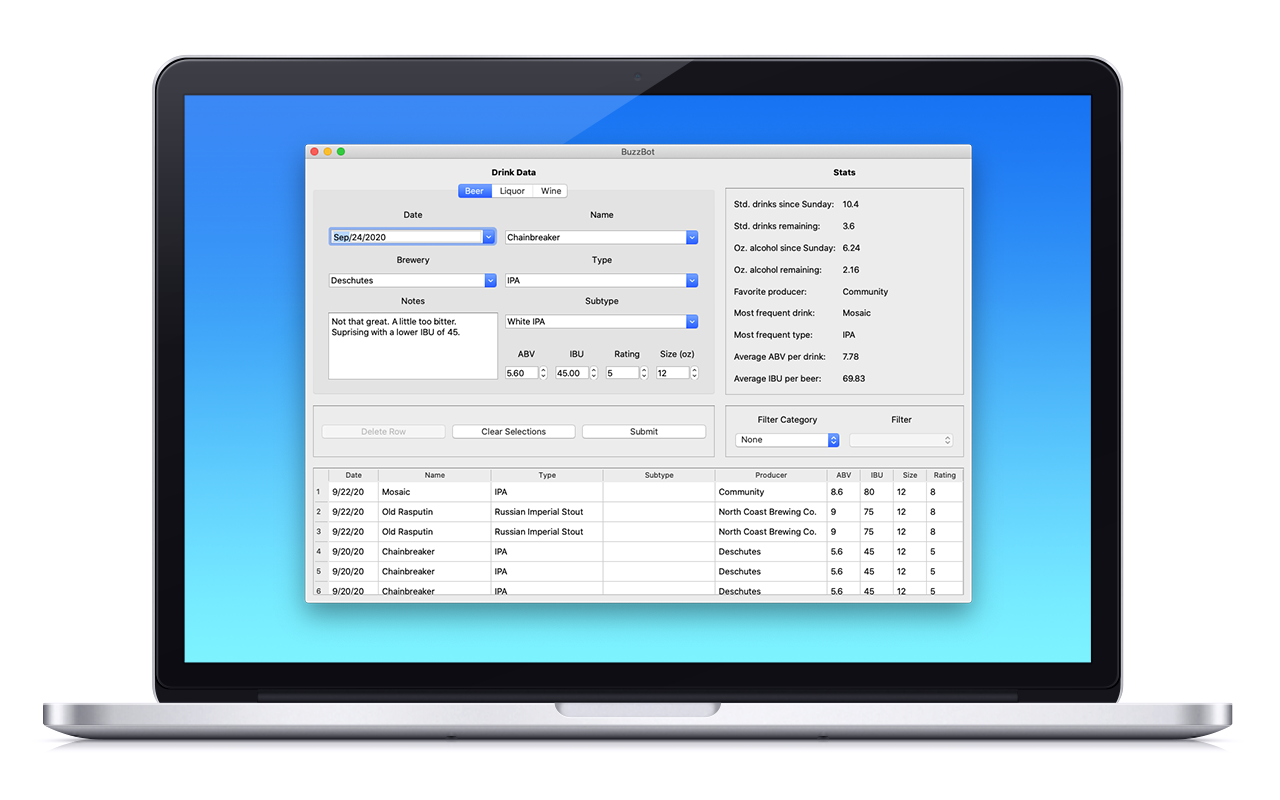 BuzzBot
Drink Data
Beer Liquor Wine
Date Name
Sep/24/2020 Chainbreaker
Brewery Type
Deschutes IPA
Notes Subtype
Not that great. A little too bitter.
Suprising with a lower IBU of 45.
White IPA
ABV IBU Rating Size (oz)
5.60 45.00 5 12
Stats
Std. drinks since Sunday: 10.4
Std. drinks remaining: 3.6
Oz. alcohol since Sunday: 6.24
Oz. alcohol remaining: 2.16
Favorite producer: Community
Most frequent drink: Mosaic
Most frequent type: IPA
Average ABV per drink: 7.78
Average IBU per beer: 69.83
Delete Row Clear Selections Submit
Filter Category Filter
None
Date Name Type Subtype Producer ABV IBU Size Rating
1 9/22/20 Mosaic IPA Community 8.6 80 12 8
2 9/22/20 Old Rasputin Russian Imperial Stout North Coast Brewing Co. 9 75 12 8
3 9/22/20 Old Rasputin Russian Imperial Stout North Coast Brewing Co. 9 75 12 8
4 9/20/20 Chainbreaker IPA Deschutes 5.6 45 12 5
5 9/20/20 Chainbreaker IPA Deschutes 5.6 45 12 5
6 9/20/20 Chainbreaker IPA Deschutes 5.6 45 12 5